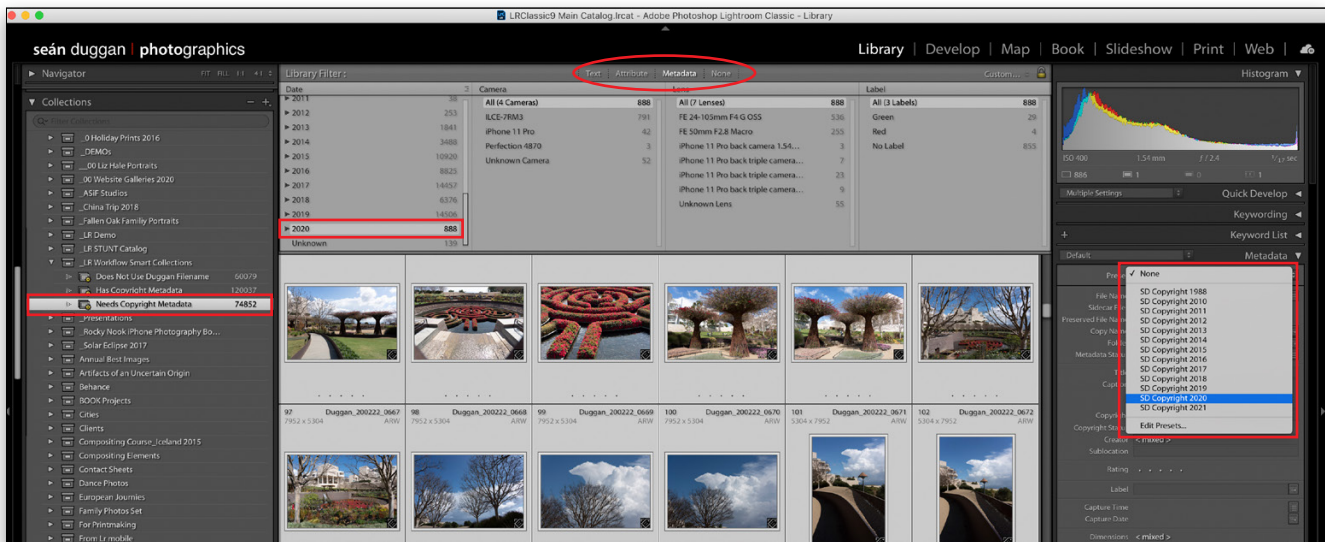 LRClassic9 Main Catalog.lrcat - Adobe Photoshop Lightroom Classic - Library
seán duggan | photographics
Library | Develop | Map | Book | Slideshow | Print | Web |
Navigator FIT FILL 1:1 4:1
Collections
Filter Collections
_0 Holiday Prints 2016
_DEMOs
__00 Liz Hale Portraits
_00 Website Galleries 2020
_ASIF Studios
_China Trip 2018
_Fallen Oak Familiy Portraits
_LR Demo
_LR STUNT Catalog
_LR Workflow Smart Collections
Does Not Use Duggan Filename 60079
Has Copyright Metadata 120037
Needs Copyright Metadata 74852
_Presentations
_Rocky Nook iPhone Photography Bo...
_Solar Eclipse 2017
Annual Best Images
Artifacts of an Uncertain Origin
Behance
BOOK Projects
Cities
Clients
Compositing Course_Iceland 2015
Compositing Elements
Contact Sheets
Dance Photos
European Journies
Family Photos Set
For Printmaking
From Lr mobile
Library Filter: Text Attribute Metadata None Custom...
Date
2011 38
2012 253
2013 1841
2014 3488
2015 10920
2016 8825
2017 14457
2018 6376
2019 14506
2020 888
Unknown 139
Camera
All (4 Cameras) 888
ILCE-7RM3 791
iPhone 11 Pro 42
Perfection 4870 3
Unknown Camera 52
Lens
All (7 Lenses) 888
FE 24-105mm F4 G OSS 536
FE 50mm F2.8 Macro 255
iPhone 11 Pro back camera 1.54... 3
iPhone 11 Pro back triple camera... 7
iPhone 11 Pro back triple camera... 23
iPhone 11 Pro back triple camera... 9
Unknown Lens 55
Label
All (3 Labels) 888
Green 29
Red 4
No Label 855
97 Duggan_200222_0667
7952 x 5304 ARW
98 Duggan_200222_0668
7952 x 5304 ARW
99 Duggan_200222_0669
7952 x 5304 ARW
100 Duggan_200222_0670
7952 x 5304 ARW
101 Duggan_200222_0671
5304 x 7952 ARW
102 Duggan_200222_0672
5304 x 7952 ARW
Histogram
ISO 400 1.54 mm ƒ / 2.4 sec
886 1 0 1
Multiple Settings Quick Develop
Keywording
+ Keyword List
Default Metadata
None
SD Copyright 1988
SD Copyright 2010
SD Copyright 2011
SD Copyright 2012
SD Copyright 2013
SD Copyright 2014
SD Copyright 2015
SD Copyright 2016
SD Copyright 2017
SD Copyright 2018
SD Copyright 2019
SD Copyright 2020
SD Copyright 2021
Edit Presets...
Creator < mixed >
Sublocation
Rating
Label
Capture Time
Capture Date
Dimensions < mixed >